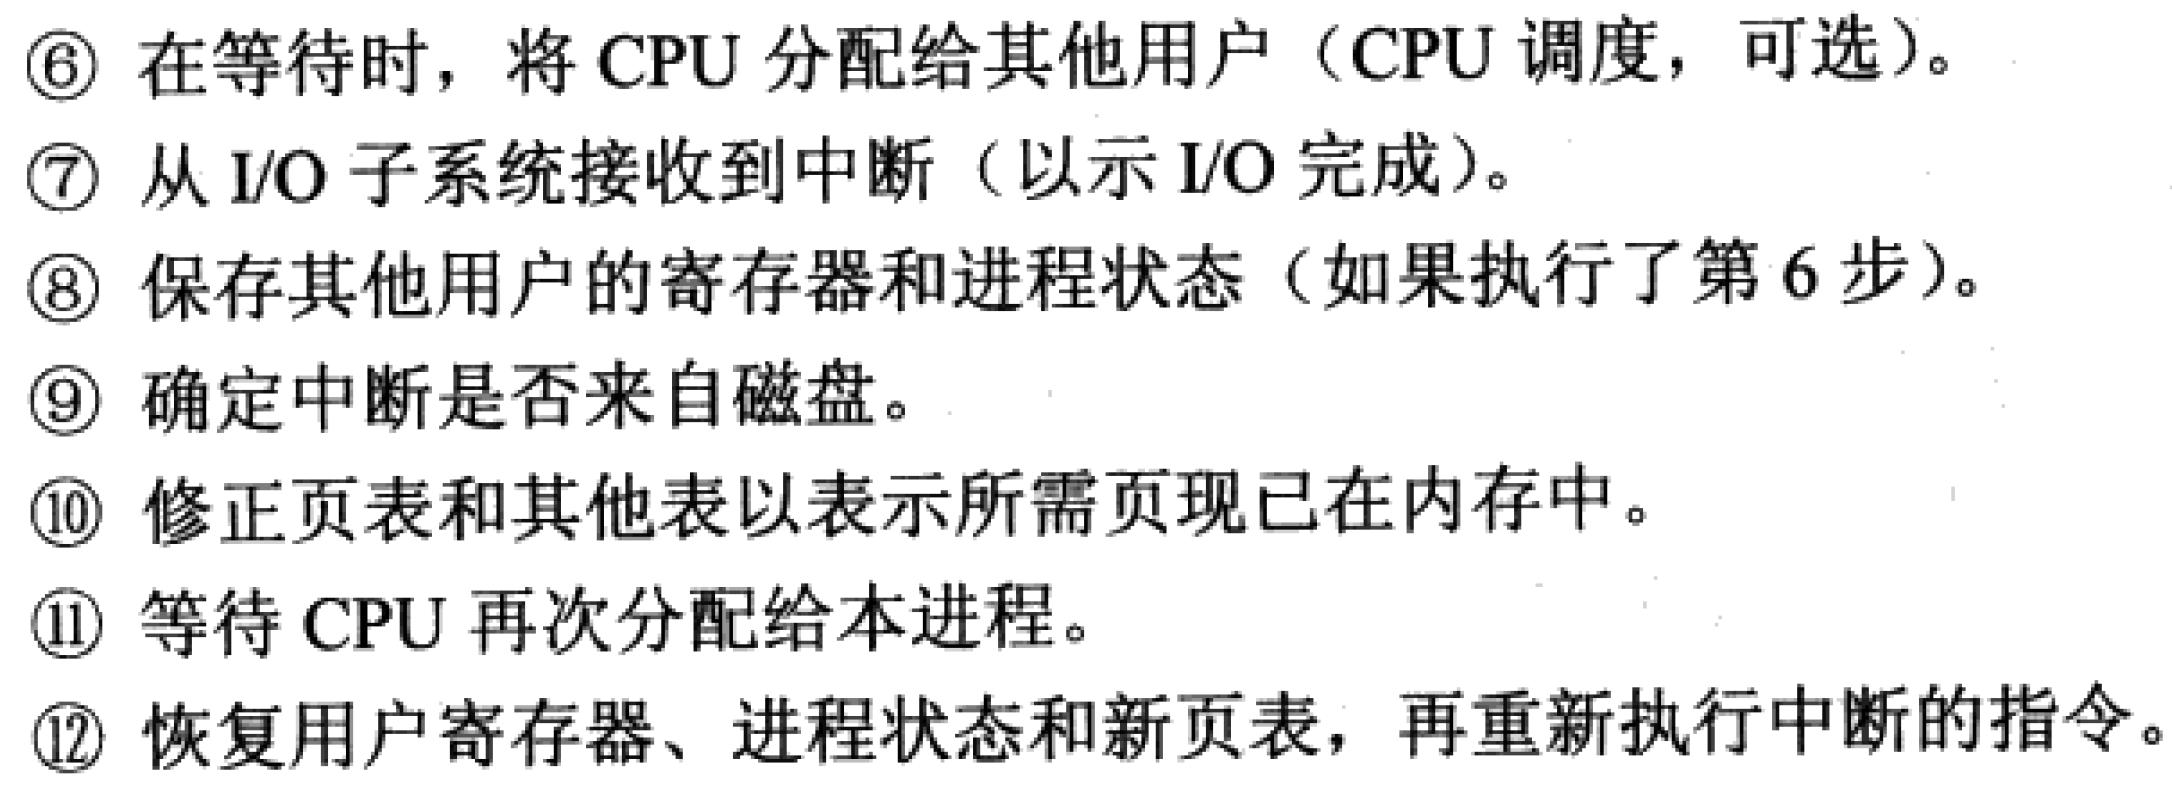 ⑥ 在等待时，将 CPU 分配给其他用户（CPU 调度，可选）。
⑦ 从 I/O 子系统接收到中断（以示 I/O 完成）。
⑧ 保存其他用户的寄存器和进程状态（如果执行了第 6 步）。
⑨ 确定中断是否来自磁盘。
⑩ 修正页表和其他表以表示所需页现已在内存中。
⑪ 等待 CPU 再次分配给本进程。
⑫ 恢复用户寄存器、进程状态和新页表，再重新执行中断的指令。